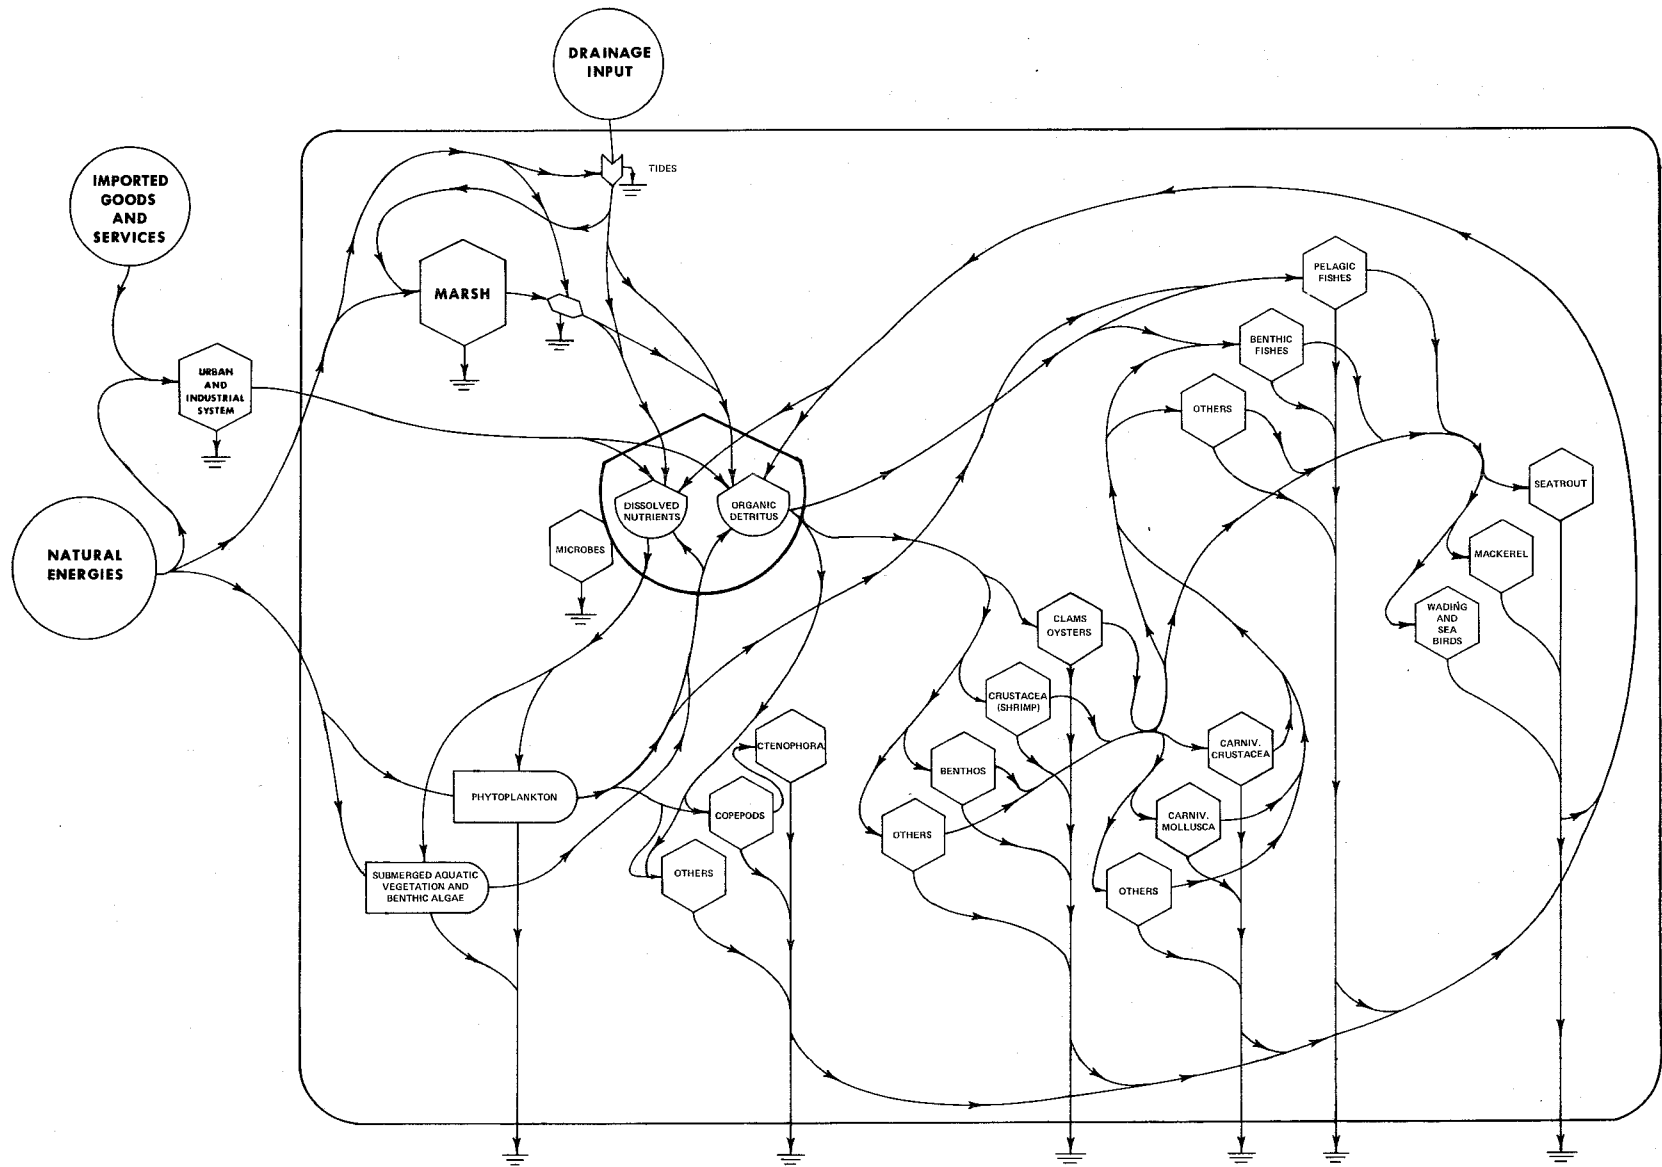 DRAINAGE
INPUT
TIDES
IMPORTED
GOODS
AND
SERVICES
MARSH
URBAN
AND
INDUSTRIAL
SYSTEM
NATURAL
ENERGIES
DISSOLVED
NUTRIENTS
ORGANIC
DETRITUS
MICROBES
PELAGIC
FISHES
BENTHIC
FISHES
OTHERS
SEATROUT
MACKEREL
WADING
AND
SEA
BIRDS
CLAMS
OYSTERS
CRUSTACEA
(SHRIMP)
BENTHOS
OTHERS
CARNIV.
CRUSTACEA
CARNIV.
MOLLUSCA
OTHERS
CTENOPHORA
COPEPODS
OTHERS
PHYTOPLANKTON
SUBMERGED AQUATIC
VEGETATION AND
BENTHIC ALGAE